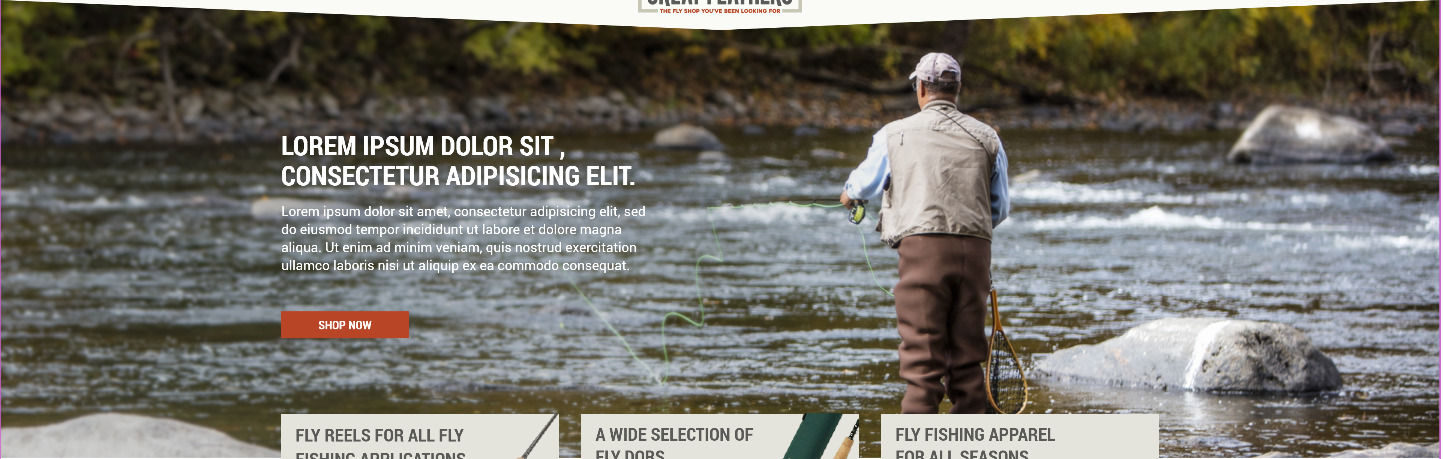 GREAT FEATHERS
THE FLY SHOP YOU'VE BEEN LOOKING FOR
LOREM IPSUM DOLOR SIT ,
CONSECTETUR ADIPISICING ELIT.
Lorem ipsum dolor sit amet, consectetur adipisicing elit, sed
do eiusmod tempor incididunt ut labore et dolore magna
aliqua. Ut enim ad minim veniam, quis nostrud exercitation
ullamco laboris nisi ut aliquip ex ea commodo consequat.
SHOP NOW
FLY REELS FOR ALL FLY
FISHING APPLICATIONS
A WIDE SELECTION OF
FLY DORS
FLY FISHING APPAREL
FOR ALL SEASONS